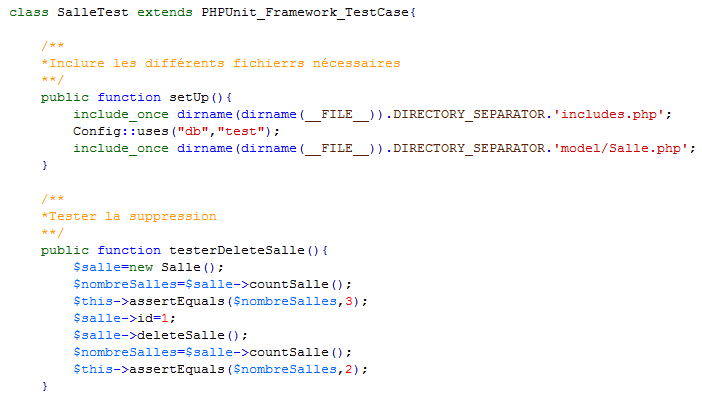 class SalleTest extends PHPUnit_Framework_TestCase{
/**
*Inclure les différents fichierrs nécessaires
**/
public function setUp(){
include_once dirname(dirname(__FILE__)).DIRECTORY_SEPARATOR.'includes.php';
Config::uses("db","test");
include_once dirname(dirname(__FILE__)).DIRECTORY_SEPARATOR.'model/Salle.php';
}
/**
*Tester la suppression
**/
public function testerDeleteSalle(){
$salle=new Salle();
$nombreSalles=$salle->countSalle();
$this->assertEquals($nombreSalles,3);
$salle->id=1;
$salle->deleteSalle();
$nombreSalles=$salle->countSalle();
$this->assertEquals($nombreSalles,2);
}